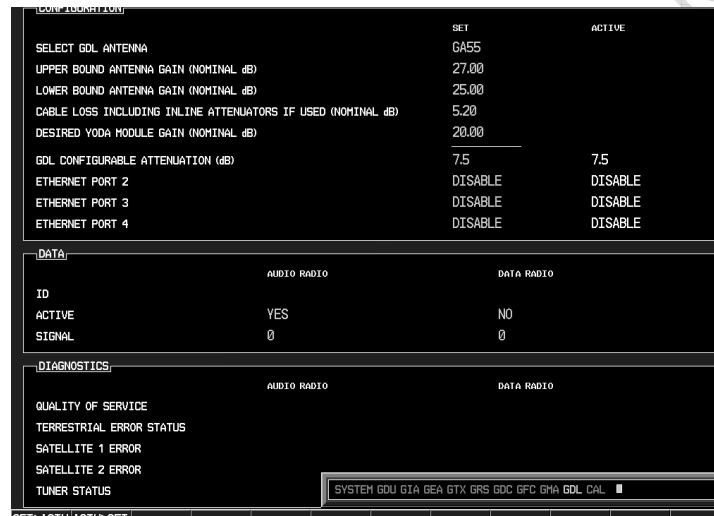 CONFIGURATION
SET ACTIVE
SELECT GDL ANTENNA GA55
UPPER BOUND ANTENNA GAIN (NOMINAL dB) 27.00
LOWER BOUND ANTENNA GAIN (NOMINAL dB) 25.00
CABLE LOSS INCLUDING INLINE ATTENUATORS IF USED (NOMINAL dB) 5.20
DESIRED YODA MODULE GAIN (NOMINAL dB) 20.00
GDL CONFIGURABLE ATTENUATION (dB) 7.5 7.5
ETHERNET PORT 2 DISABLE DISABLE
ETHERNET PORT 3 DISABLE DISABLE
ETHERNET PORT 4 DISABLE DISABLE
DATA
AUDIO RADIO DATA RADIO
ID
ACTIVE YES NO
SIGNAL 0 0
DIAGNOSTICS
AUDIO RADIO DATA RADIO
QUALITY OF SERVICE
TERRESTRIAL ERROR STATUS
SATELLITE 1 ERROR
SATELLITE 2 ERROR
TUNER STATUS
SYSTEM GDU GIA GEA GTX GRS GDC GFC GMA GDL CAL
SET> ACTV ACTV> SET